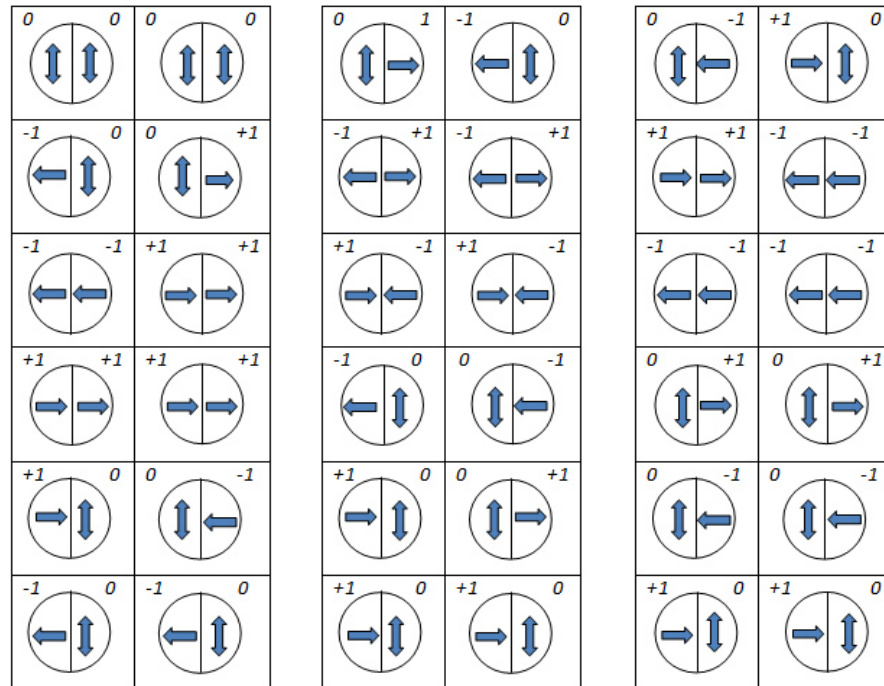 0 0 0 0 0 1 -1 0 0 -1 +1 0
-1 0 0 +1 -1 +1 -1 +1 +1 +1 -1 -1
-1 -1 +1 +1 +1 -1 +1 -1 -1 -1 -1 -1
+1 +1 +1 +1 -1 0 0 -1 0 +1 0 +1
+1 0 0 -1 +1 0 0 +1 0 -1 0 -1
-1 0 -1 0 +1 0 +1 0 +1 0 +1 0